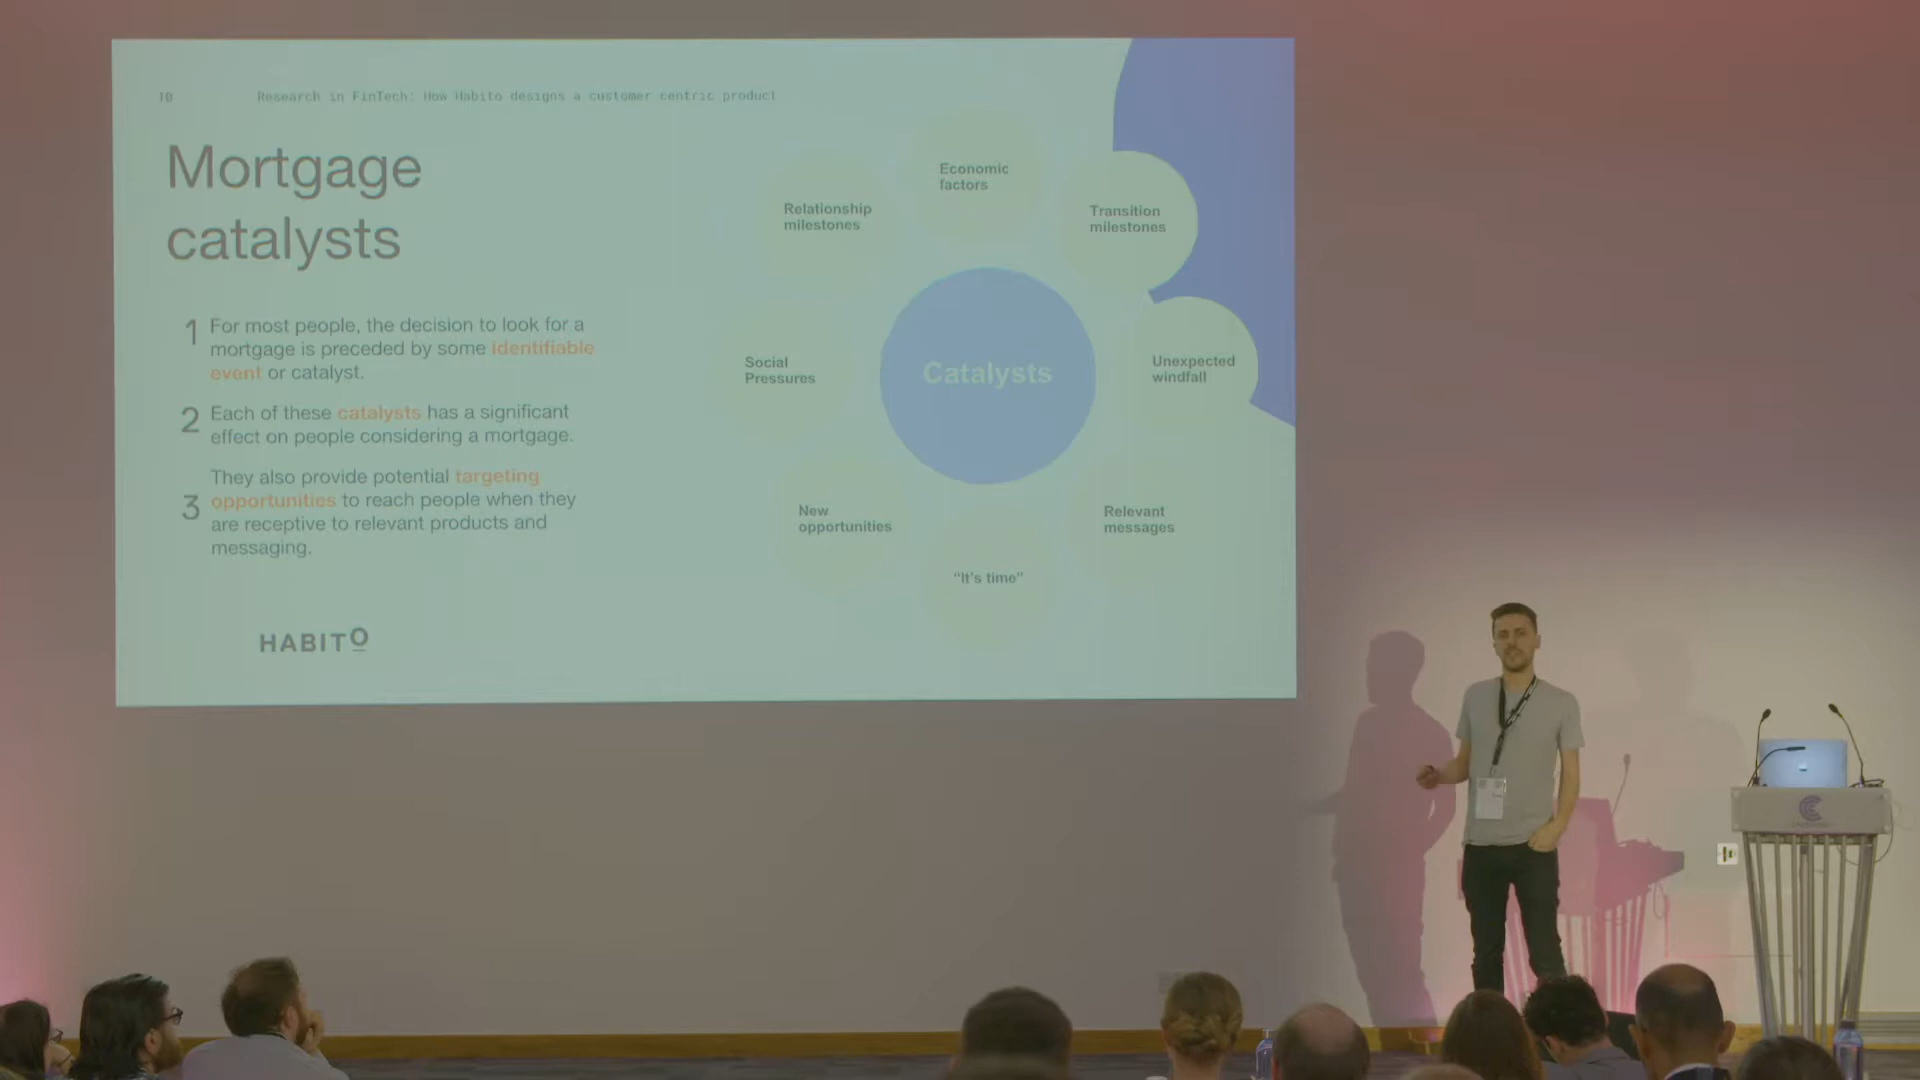 10
Research in FinTech: How Habito designs a customer centric product
Mortgage
catalysts
1
For most people, the decision to look for a
mortgage is preceded by some identifiable
event or catalyst.
2
Each of these catalysts has a significant
effect on people considering a mortgage.
3
They also provide potential targeting
opportunities to reach people when they
are receptive to relevant products and
messaging.
HABITO
Economic
factors
Relationship
milestones
Transition
milestones
Social
Pressures
Catalysts
Unexpected
windfall
New
opportunities
Relevant
messages
“It’s time”